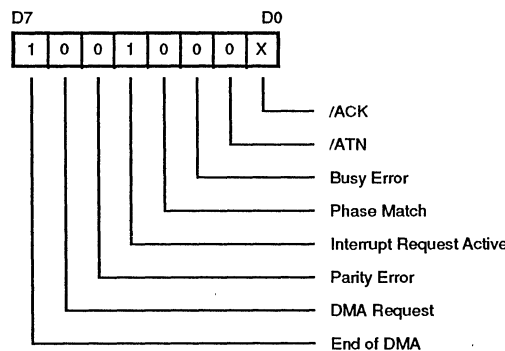 D7 D0
1 0 0 1 0 0 0 X
/ACK
/ATN
Busy Error
Phase Match
Interrupt Request Active
Parity Error
DMA Request
End of DMA